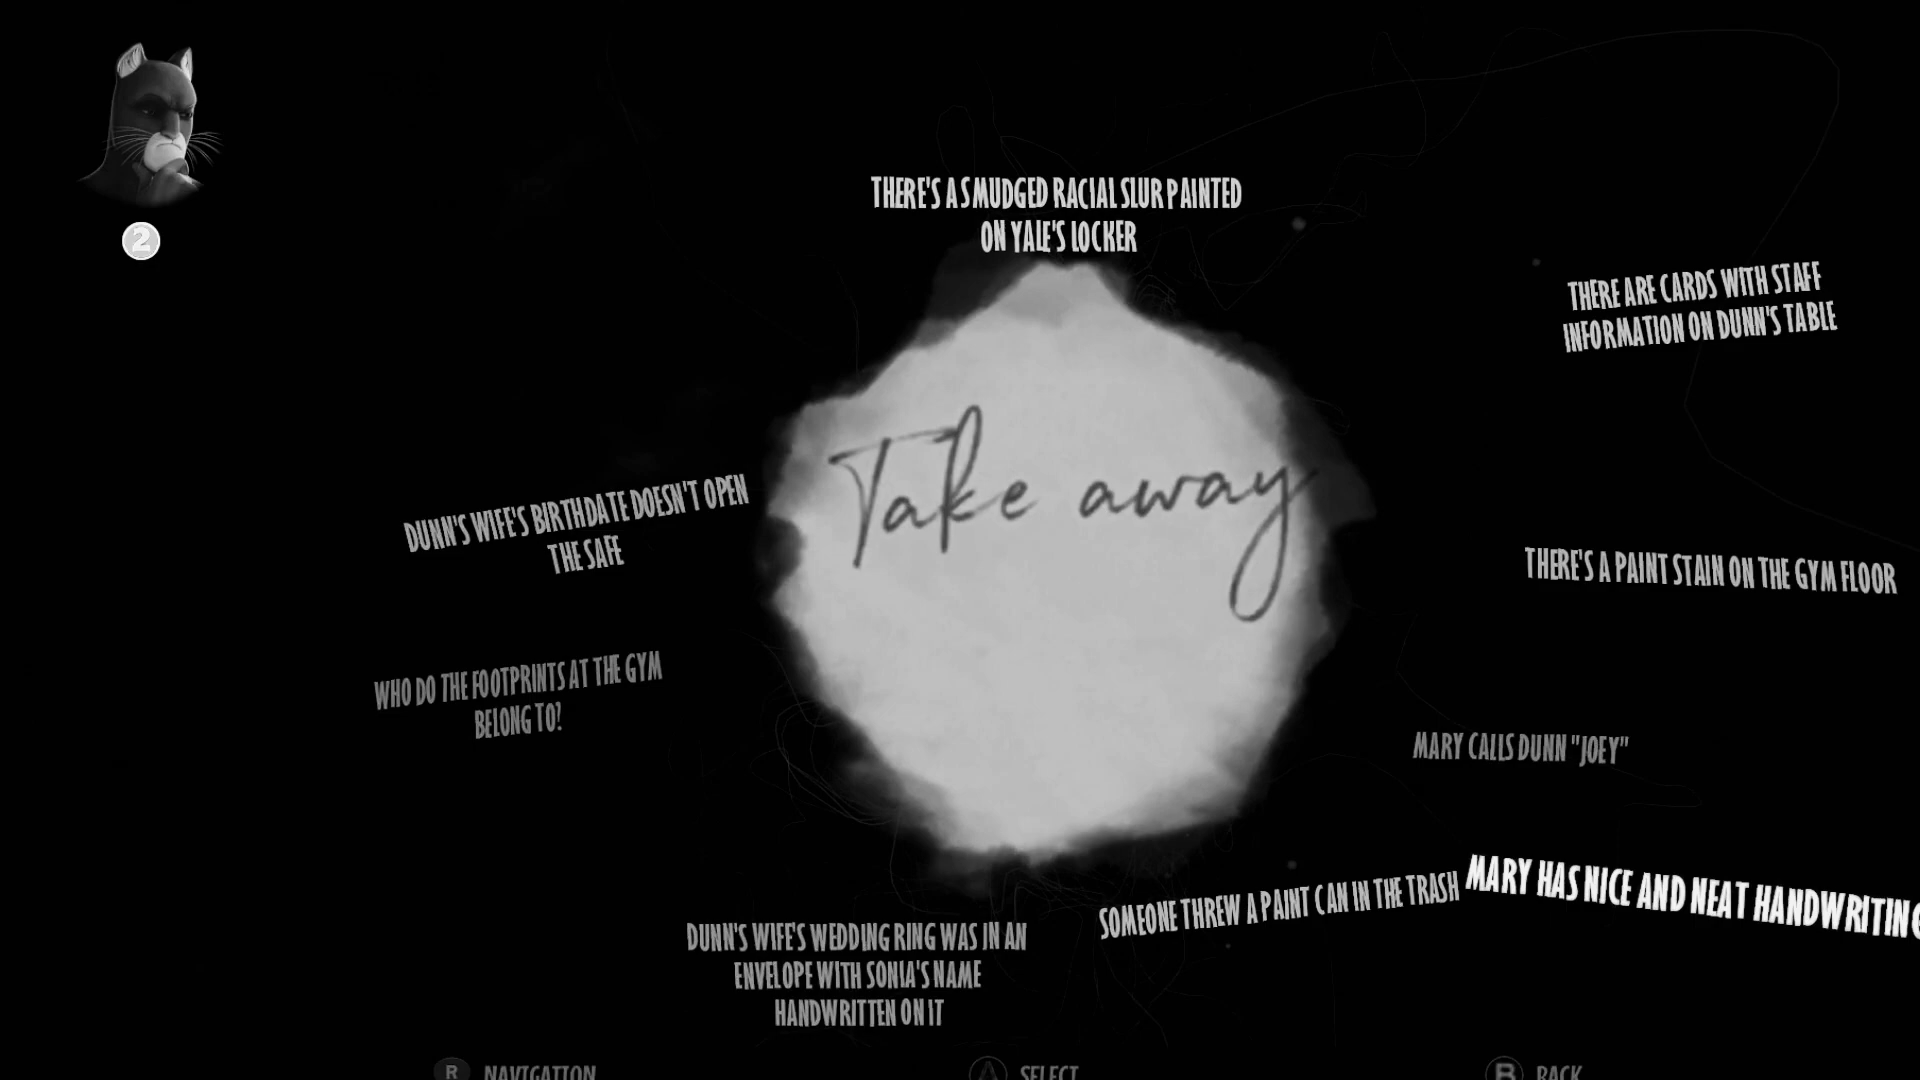 2
THERE'S A SMUDGED RACIAL SLUR PAINTED
ON YALE'S LOCKER
THERE ARE CARDS WITH STAFF
INFORMATION ON DUNN'S TABLE
Take away
DUNN'S WIFE'S BIRTHDATE DOESN'T OPEN
THE SAFE
THERE'S A PAINT STAIN ON THE GYM FLOOR
WHO DO THE FOOTPRINTS AT THE GYM
BELONG TO?
MARY CALLS DUNN "JOEY"
MARY HAS NICE AND NEAT HANDWRITING
SOMEONE THREW A PAINT CAN IN THE TRASH
DUNN'S WIFE'S WEDDING RING WAS IN AN
ENVELOPE WITH SONIA'S NAME
HANDWRITTEN ON IT
R NAVIGATION
A SELECT
B BACK